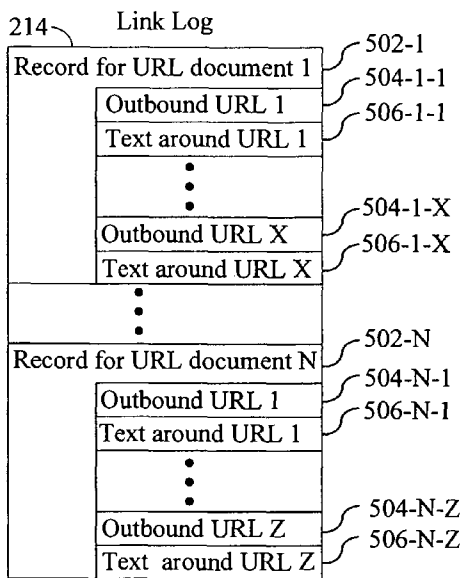 214
Link Log
Record for URL document 1
502-1
Outbound URL 1
504-1-1
Text around URL 1
506-1-1
Outbound URL X
504-1-X
Text around URL X
506-1-X
Record for URL document N
502-N
Outbound URL 1
504-N-1
Text around URL 1
506-N-1
Outbound URL Z
504-N-Z
Text around URL Z
506-N-Z